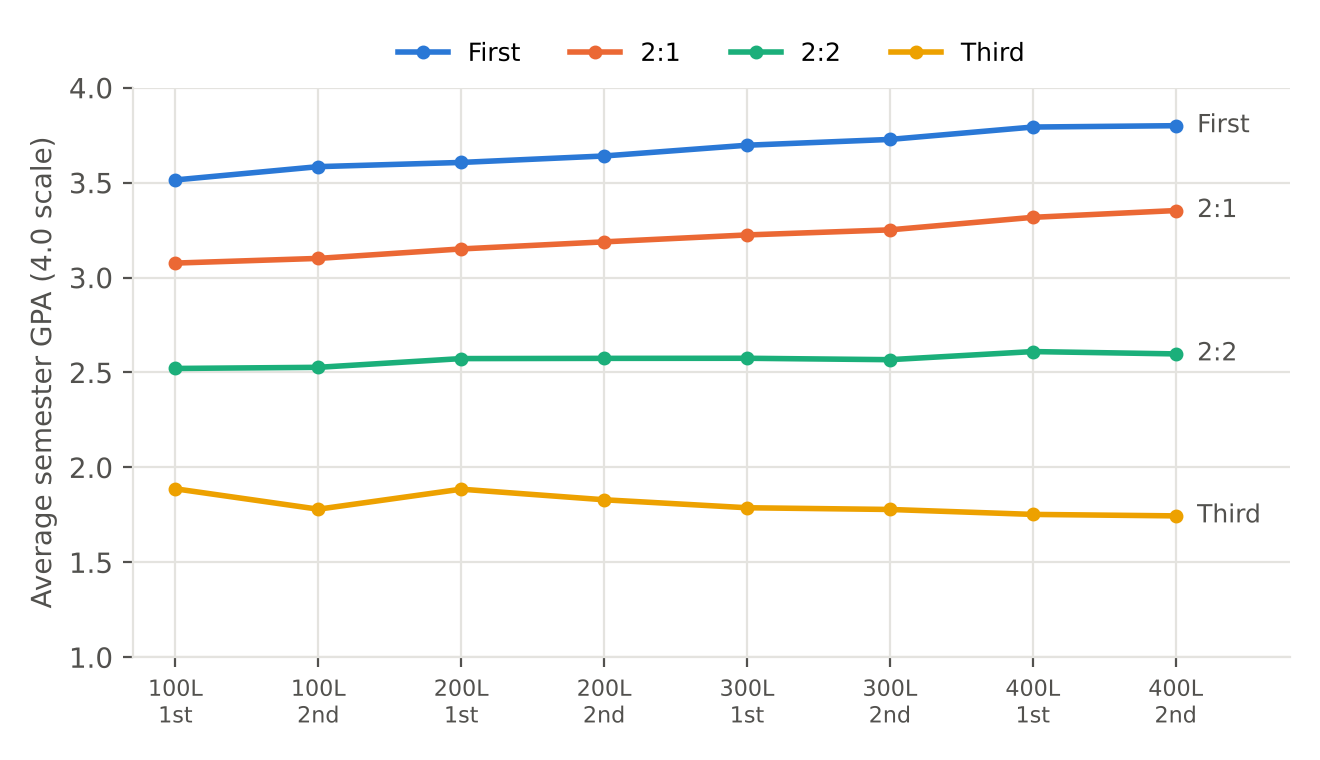 First 2:1 2:2 Third
Average semester GPA (4.0 scale)
4.0
3.5
3.0
2.5
2.0
1.5
1.0
First
2:1
2:2
Third
100L 100L 200L 200L 300L 300L 400L 400L
1st 2nd 1st 2nd 1st 2nd 1st 2nd